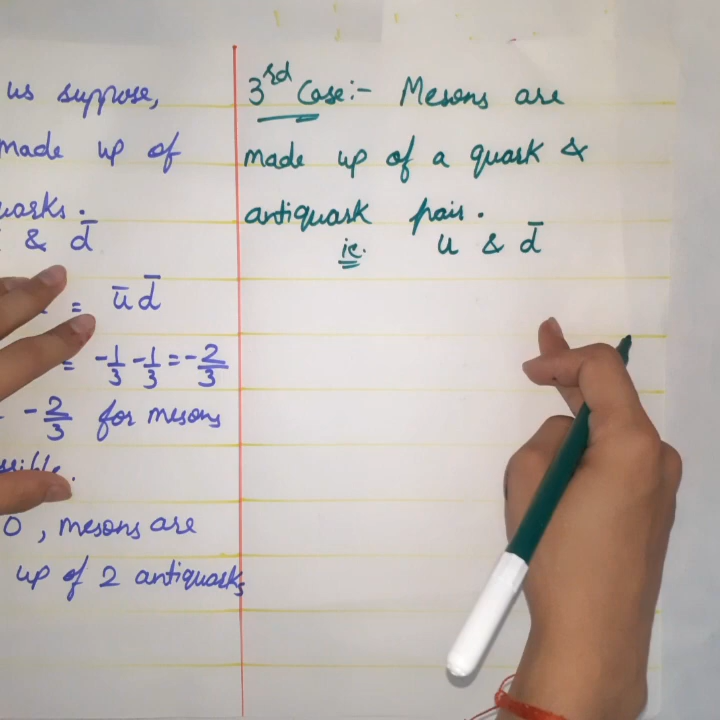 us suppose,
made up of
& d̄
= ūd̄
= -1/3 -1/3 = -2/3
-2/3 for mesons
, mesons are
up of 2 antiquarks
3rd Case:- Mesons are
made up of a quark &
antiquark pair.
ie. u & d̄